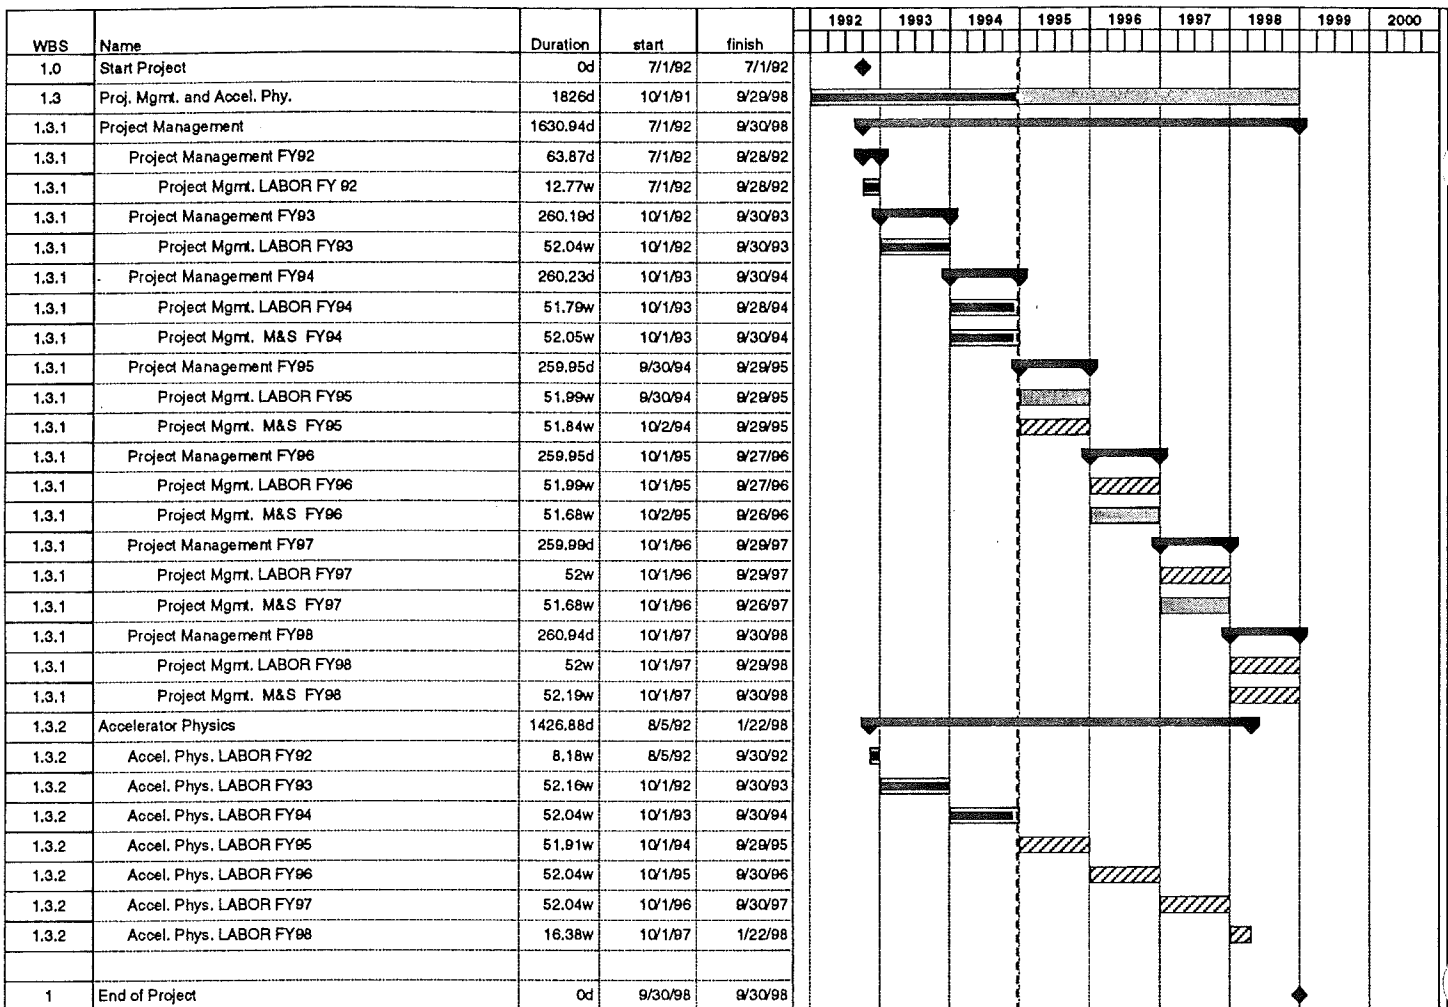 1992 1993 1994 1995 1996 1997 1998 1999 2000
WBS Name Duration start finish
1.0 Start Project 0d 7/1/92 7/1/92
1.3 Proj. Mgmt. and Accel. Phy. 1826d 10/1/91 9/29/98
1.3.1 Project Management 1630.94d 7/1/92 9/30/98
1.3.1 Project Management FY92 63.87d 7/1/92 9/28/92
1.3.1 Project Mgmt. LABOR FY 92 12.77w 7/1/92 9/28/92
1.3.1 Project Management FY93 260.19d 10/1/92 9/30/93
1.3.1 Project Mgmt. LABOR FY93 52.04w 10/1/92 9/30/93
1.3.1 Project Management FY94 260.23d 10/1/93 9/30/94
1.3.1 Project Mgmt. LABOR FY94 51.79w 10/1/93 9/28/94
1.3.1 Project Mgmt. M&S FY94 52.05w 10/1/93 9/30/94
1.3.1 Project Management FY95 259.95d 9/30/94 9/29/95
1.3.1 Project Mgmt. LABOR FY95 51.99w 9/30/94 9/29/95
1.3.1 Project Mgmt. M&S FY95 51.84w 10/2/94 9/29/95
1.3.1 Project Management FY96 259.95d 10/1/95 9/27/96
1.3.1 Project Mgmt. LABOR FY96 51.99w 10/1/95 9/27/96
1.3.1 Project Mgmt. M&S FY96 51.68w 10/2/95 9/26/96
1.3.1 Project Management FY97 259.99d 10/1/96 9/29/97
1.3.1 Project Mgmt. LABOR FY97 52w 10/1/96 9/29/97
1.3.1 Project Mgmt. M&S FY97 51.68w 10/1/96 9/26/97
1.3.1 Project Management FY98 260.94d 10/1/97 9/30/98
1.3.1 Project Mgmt. LABOR FY98 52w 10/1/97 9/29/98
1.3.1 Project Mgmt. M&S FY98 52.19w 10/1/97 9/30/98
1.3.2 Accelerator Physics 1426.88d 8/5/92 1/22/98
1.3.2 Accel. Phys. LABOR FY92 8.18w 8/5/92 9/30/92
1.3.2 Accel. Phys. LABOR FY93 52.16w 10/1/92 9/30/93
1.3.2 Accel. Phys. LABOR FY94 52.04w 10/1/93 9/30/94
1.3.2 Accel. Phys. LABOR FY95 51.91w 10/1/94 9/29/95
1.3.2 Accel. Phys. LABOR FY96 52.04w 10/1/95 9/30/96
1.3.2 Accel. Phys. LABOR FY97 52.04w 10/1/96 9/30/97
1.3.2 Accel. Phys. LABOR FY98 16.38w 10/1/97 1/22/98
1 End of Project 0d 9/30/98 9/30/98